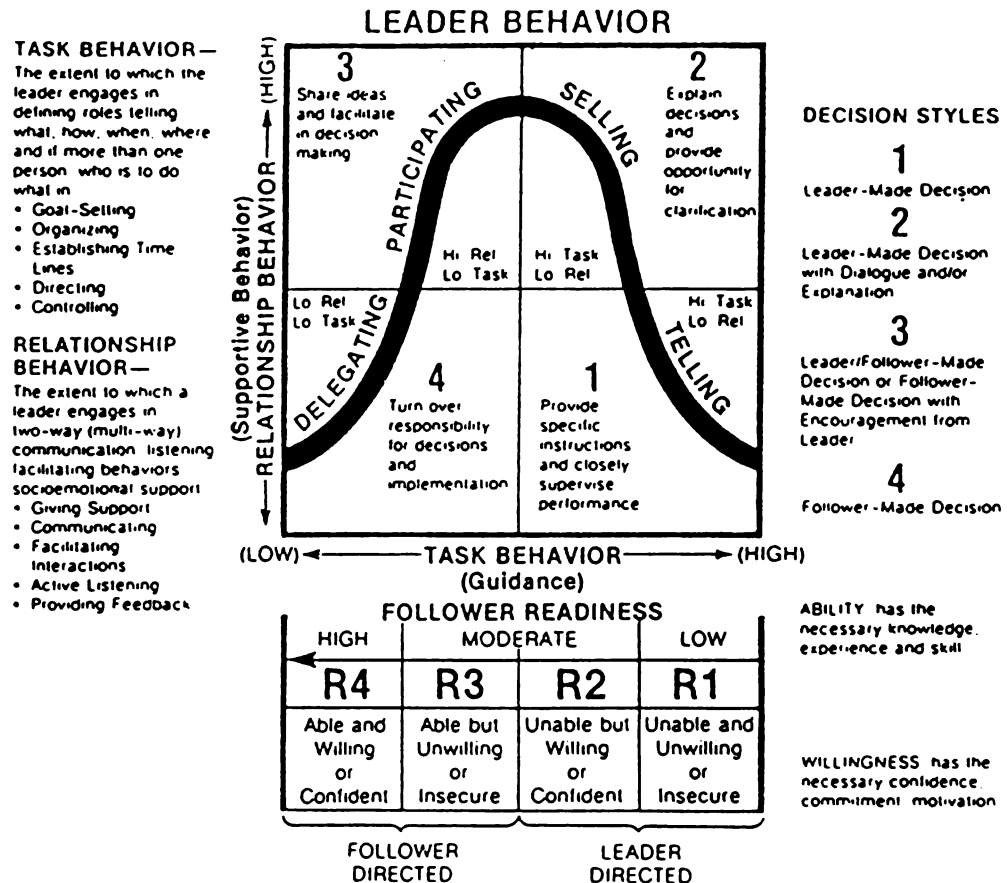 LEADER BEHAVIOR
TASK BEHAVIOR—
The extent to which the
leader engages in
defining roles telling
what, how, when, where
and if more than one
person who is to do
what in
• Goal-Selling
• Organizing
• Establishing Time
Lines
• Directing
• Controlling
RELATIONSHIP
BEHAVIOR—
The extent to which a
leader engages in
two-way (multi-way)
communication listening
facilitating behaviors
socioemotional support
• Giving Support
• Communicating
• Facilitating
Interactions
• Active Listening
• Providing Feedback
(HIGH)
RELATIONSHIP BEHAVIOR
(Supportive Behavior)
3
Share ideas
and facilitate
in decision
making
PARTICIPATING
SELLING
2
Explain
decisions
and
provide
opportunity
for
clarification
Hi Rel
Lo Task
Hi Task
Lo Rel
Lo Rel
Lo Task
Hi Task
Lo Rel
DELEGATING
TELLING
4
Turn over
responsibility
for decisions
and
implementation
1
Provide
specific
instructions
and closely
supervise
performance
(LOW)
TASK BEHAVIOR
(HIGH)
(Guidance)
DECISION STYLES
1
Leader-Made Decision
2
Leader-Made Decision
with Dialogue and/or
Explanation
3
Leader/Follower-Made
Decision or Follower-
Made Decision with
Encouragement from
Leader
4
Follower-Made Decision
FOLLOWER READINESS
HIGH
MODERATE
LOW
R4
R3
R2
R1
Able and
Willing
or
Confident
Able but
Unwilling
or
Insecure
Unable but
Willing
or
Confident
Unable and
Unwilling
or
Insecure
FOLLOWER
DIRECTED
LEADER
DIRECTED
ABILITY has the
necessary knowledge,
experience and skill
WILLINGNESS has the
necessary confidence,
commitment motivation